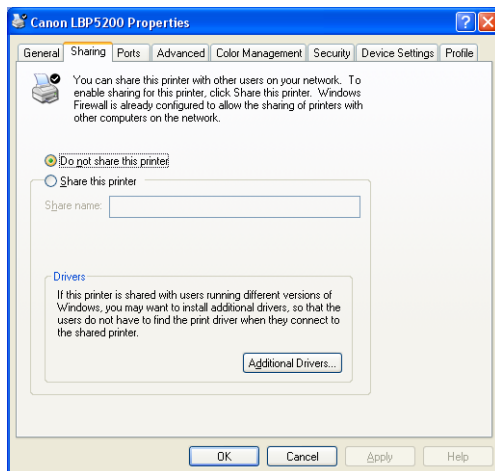 Canon LBP5200 Properties
General Sharing Ports Advanced Color Management Security Device Settings Profile
You can share this printer with other users on your network. To
enable sharing for this printer, click Share this printer. Windows
Firewall is already configured to allow the sharing of printers with
other computers on the network.
Do not share this printer
Share this printer
Share name:
Drivers
If this printer is shared with users running different versions of
Windows, you may want to install additional drivers, so that the
users do not have to find the print driver when they connect to
the shared printer.
Additional Drivers...
OK Cancel Apply Help